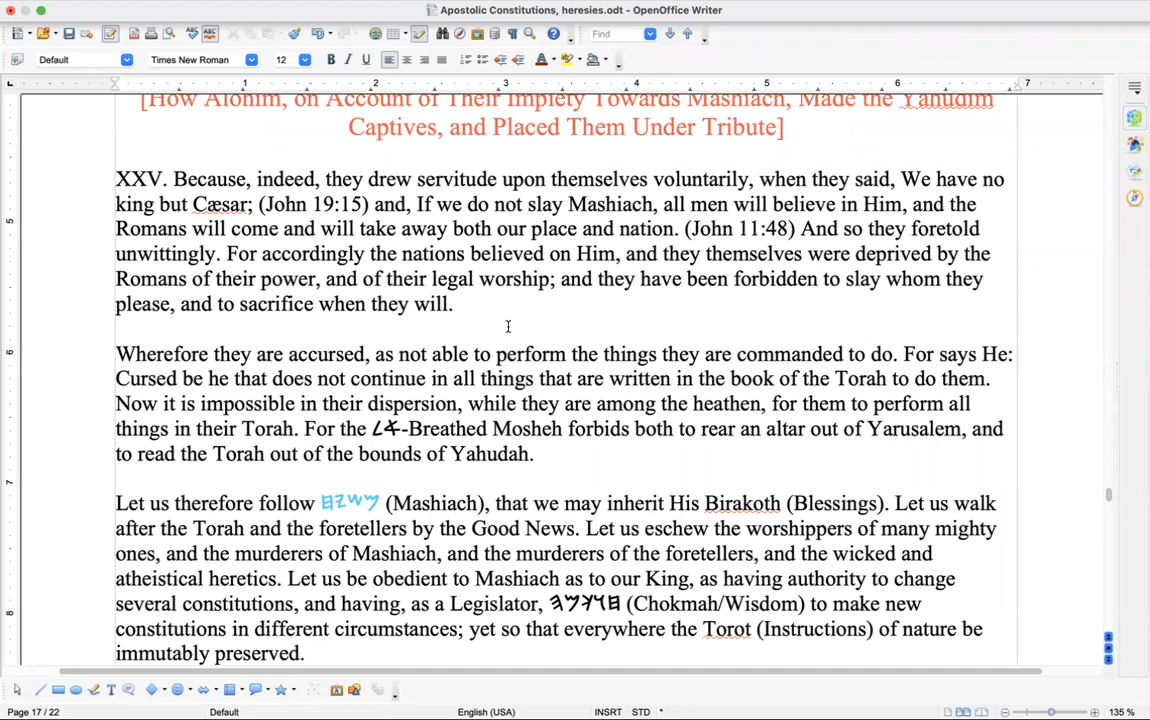 Apostolic Constitutions, heresies.odt - OpenOffice Writer
Find
Default
Times New Roman
12
B I U
1 2 3 4 5 6 7
[How Alohim, on Account of Their Impiety Towards Mashiach, Made the Yahudim
Captives, and Placed Them Under Tribute]
XXV. Because, indeed, they drew servitude upon themselves voluntarily, when they said, We have no
king but Cæsar; (John 19:15) and, If we do not slay Mashiach, all men will believe in Him, and the
Romans will come and will take away both our place and nation. (John 11:48) And so they foretold
unwittingly. For accordingly the nations believed on Him, and they themselves were deprived by the
Romans of their power, and of their legal worship; and they have been forbidden to slay whom they
please, and to sacrifice when they will.
Wherefore they are accursed, as not able to perform the things they are commanded to do. For says He:
Cursed be he that does not continue in all things that are written in the book of the Torah to do them.
Now it is impossible in their dispersion, while they are among the heathen, for them to perform all
things in their Torah. For the 𐤋𐤀-Breathed Mosheh forbids both to rear an altar out of Yarusalem, and
to read the Torah out of the bounds of Yahudah.
Let us therefore follow 𐤇𐤉𐤔𐤌 (Mashiach), that we may inherit His Birakoth (Blessings). Let us walk
after the Torah and the foretellers by the Good News. Let us eschew the worshippers of many mighty
ones, and the murderers of Mashiach, and the murderers of the foretellers, and the wicked and
atheistical heretics. Let us be obedient to Mashiach as to our King, as having authority to change
several constitutions, and having, as a Legislator, 𐤄𐤌𐤊𐤇 (Chokmah/Wisdom) to make new
constitutions in different circumstances; yet so that everywhere the Torot (Instructions) of nature be
immutably preserved.
5
6
7
8
Page 17 / 22
Default
English (USA)
INSRT
STD
*
135 %